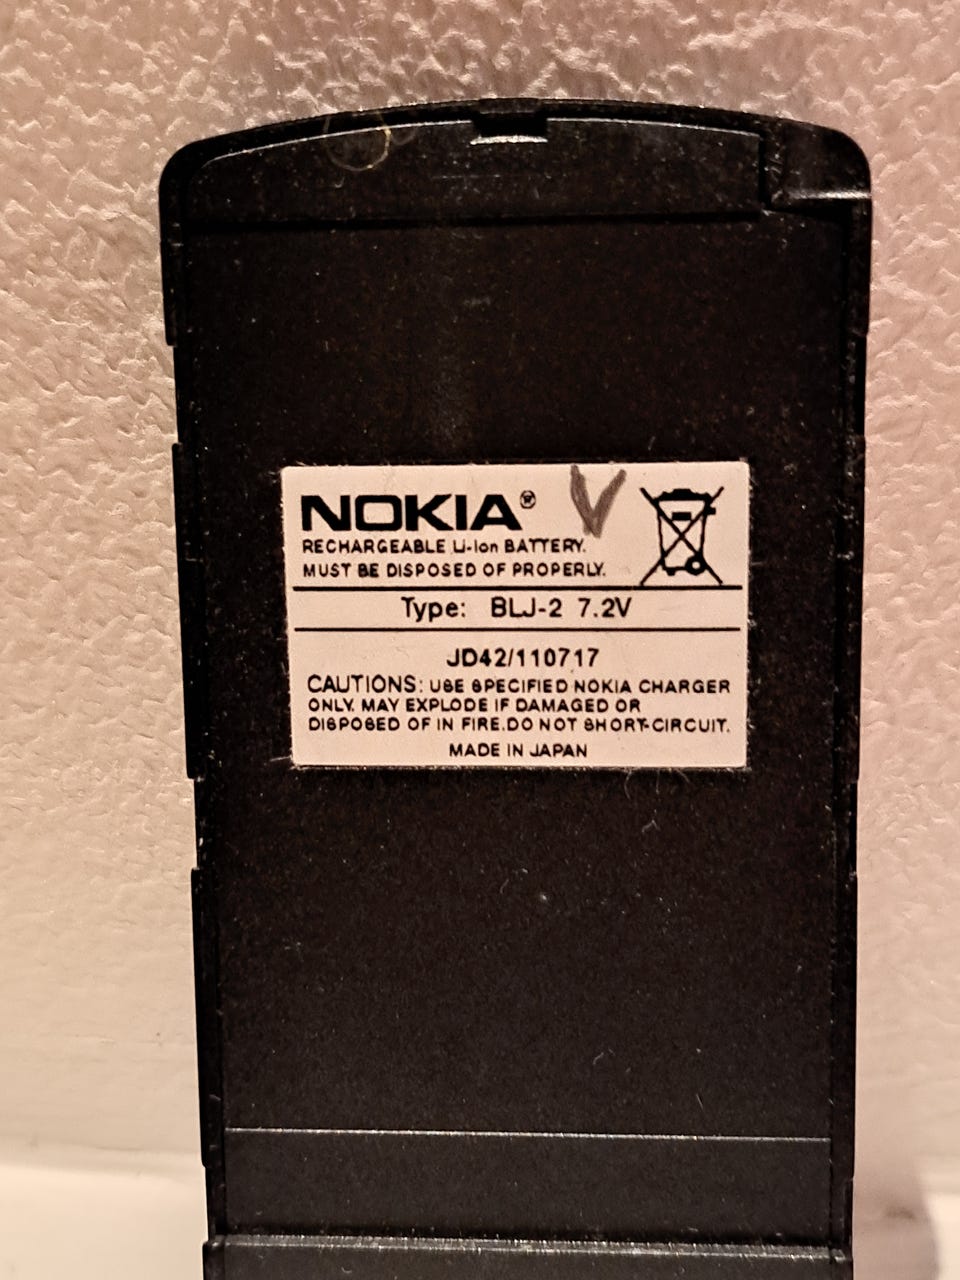 NOKIA® V
RECHARGEABLE Li-Ion BATTERY.
MUST BE DISPOSED OF PROPERLY.
Type: BLJ-2 7.2V
JD42/110717
CAUTIONS: USE SPECIFIED NOKIA CHARGER
ONLY. MAY EXPLODE IF DAMAGED OR
DISPOSED OF IN FIRE.DO NOT SHORT-CIRCUIT.
MADE IN JAPAN